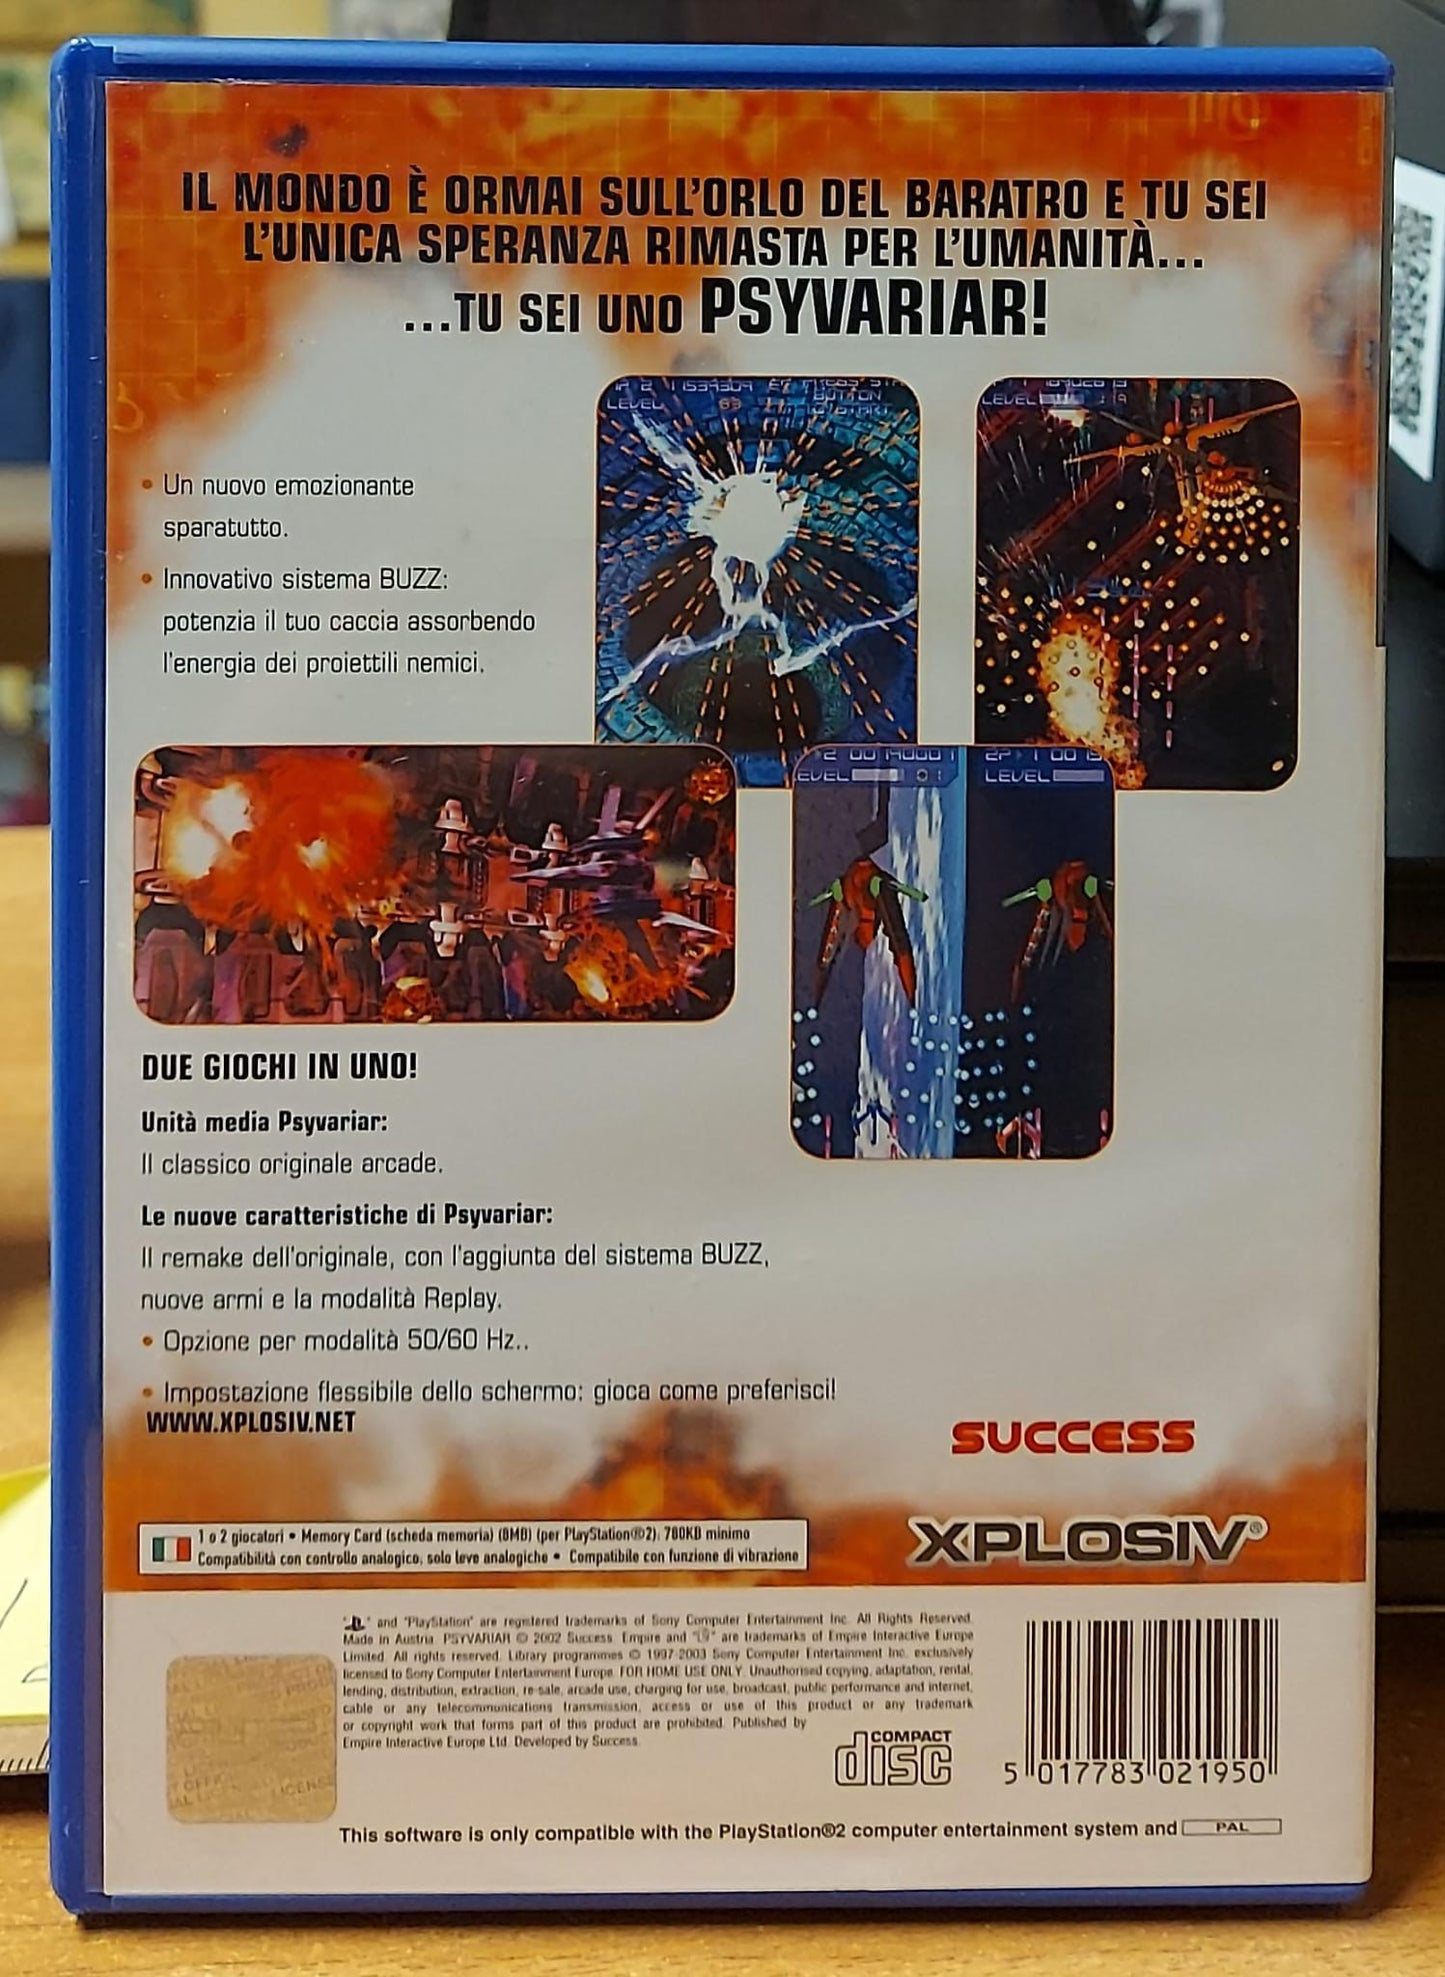 IL MONDO È ORMAI SULL'ORLO DEL BARATRO E TU SEI
L'UNICA SPERANZA RIMASTA PER L'UMANITÀ...
...TU SEI UNO PSYVARIAR!
• Un nuovo emozionante
sparatutto.
• Innovativo sistema BUZZ:
potenzia il tuo caccia assorbendo
l'energia dei proiettili nemici.
LEVEL
BUTTON
LEVEL
LEVEL
DUE GIOCHI IN UNO!
Unità media Psyvariar:
Il classico originale arcade.
Le nuove caratteristiche di Psyvariar:
Il remake dell'originale, con l'aggiunta del sistema BUZZ,
nuove armi e la modalità Replay.
• Opzione per modalità 50/60 Hz..
• Impostazione flessibile dello schermo: gioca come preferisci!
WWW.XPLOSIV.NET
SUCCESS
1 o 2 giocatori • Memory Card (scheda memoria) (8MB) (per PlayStation®2): 780KB minimo
Compatibilità con controllo analogico: solo leve analogiche • Compatibile con funzione di vibrazione
XPLOSIV®
" " and "PlayStation" are registered trademarks of Sony Computer Entertainment Inc. All Rights Reserved.
Made in Austria. PSYVARIAR © 2002 Success. Empire and " " are trademarks of Empire Interactive Europe
Limited. All rights reserved. Library programmes © 1997-2003 Sony Computer Entertainment Inc. exclusively
licensed to Sony Computer Entertainment Europe. FOR HOME USE ONLY. Unauthorised copying, adaptation, rental,
lending, distribution, extraction, re-sale, arcade use, charging for use, broadcast, public performance and internet,
cable or any telecommunications transmission, access or use of this product or any trademark
or copyright work that forms part of this product are prohibited. Published by
Empire Interactive Europe Ltd. Developed by Success.
COMPACT
disc
5 017783 021950
This software is only compatible with the PlayStation®2 computer entertainment system and PAL